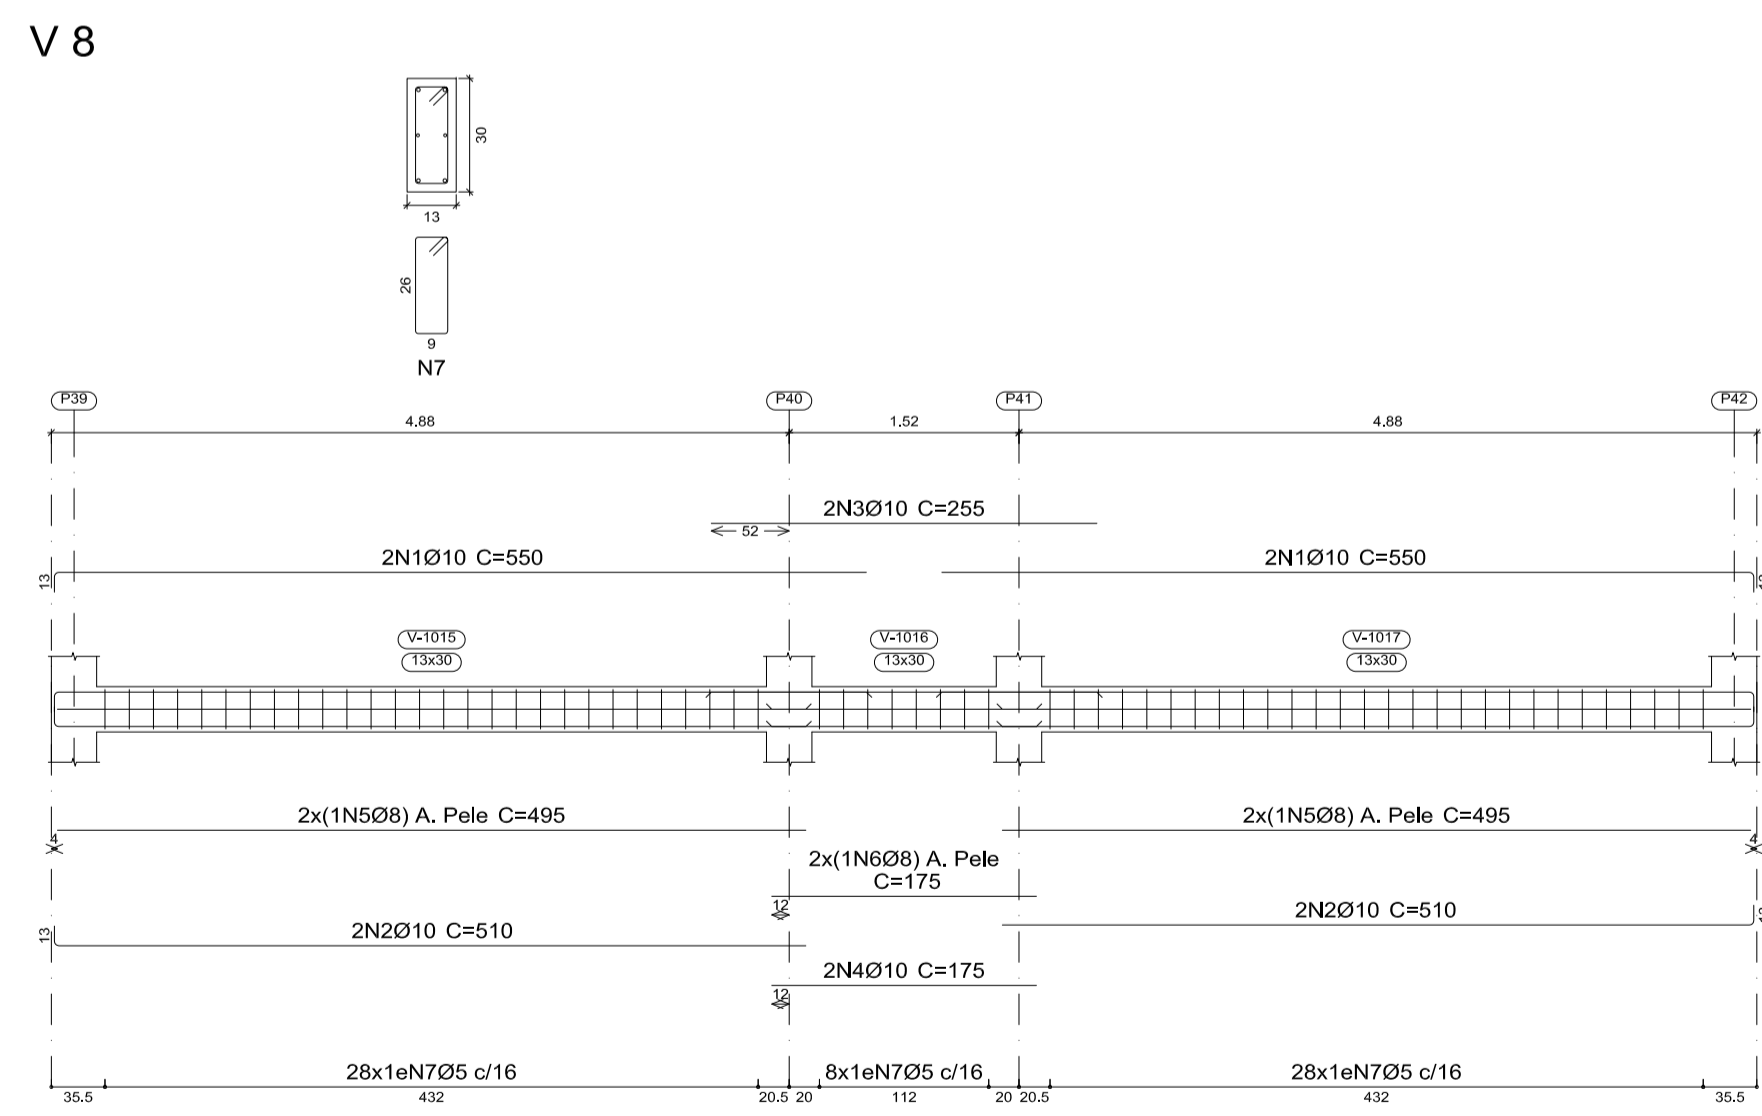 V 8
30
13
26
9
N7
P39 P40 P41 P42
4.88 1.52 4.88
2N3Ø10 C=255
52
2N1Ø10 C=550 2N1Ø10 C=550
13
V-1015 V-1016 V-1017
13x30 13x30 13x30
2x(1N5Ø8) A. Pele C=495 2x(1N5Ø8) A. Pele C=495
4 4
2x(1N6Ø8) A. Pele
C=175
12
2N2Ø10 C=510 2N2Ø10 C=510
13
2N4Ø10 C=175
12
28x1eN7Ø5 c/16 8x1eN7Ø5 c/16 28x1eN7Ø5 c/16
35.5 432 20.5 20 112 20 20.5 432 35.5